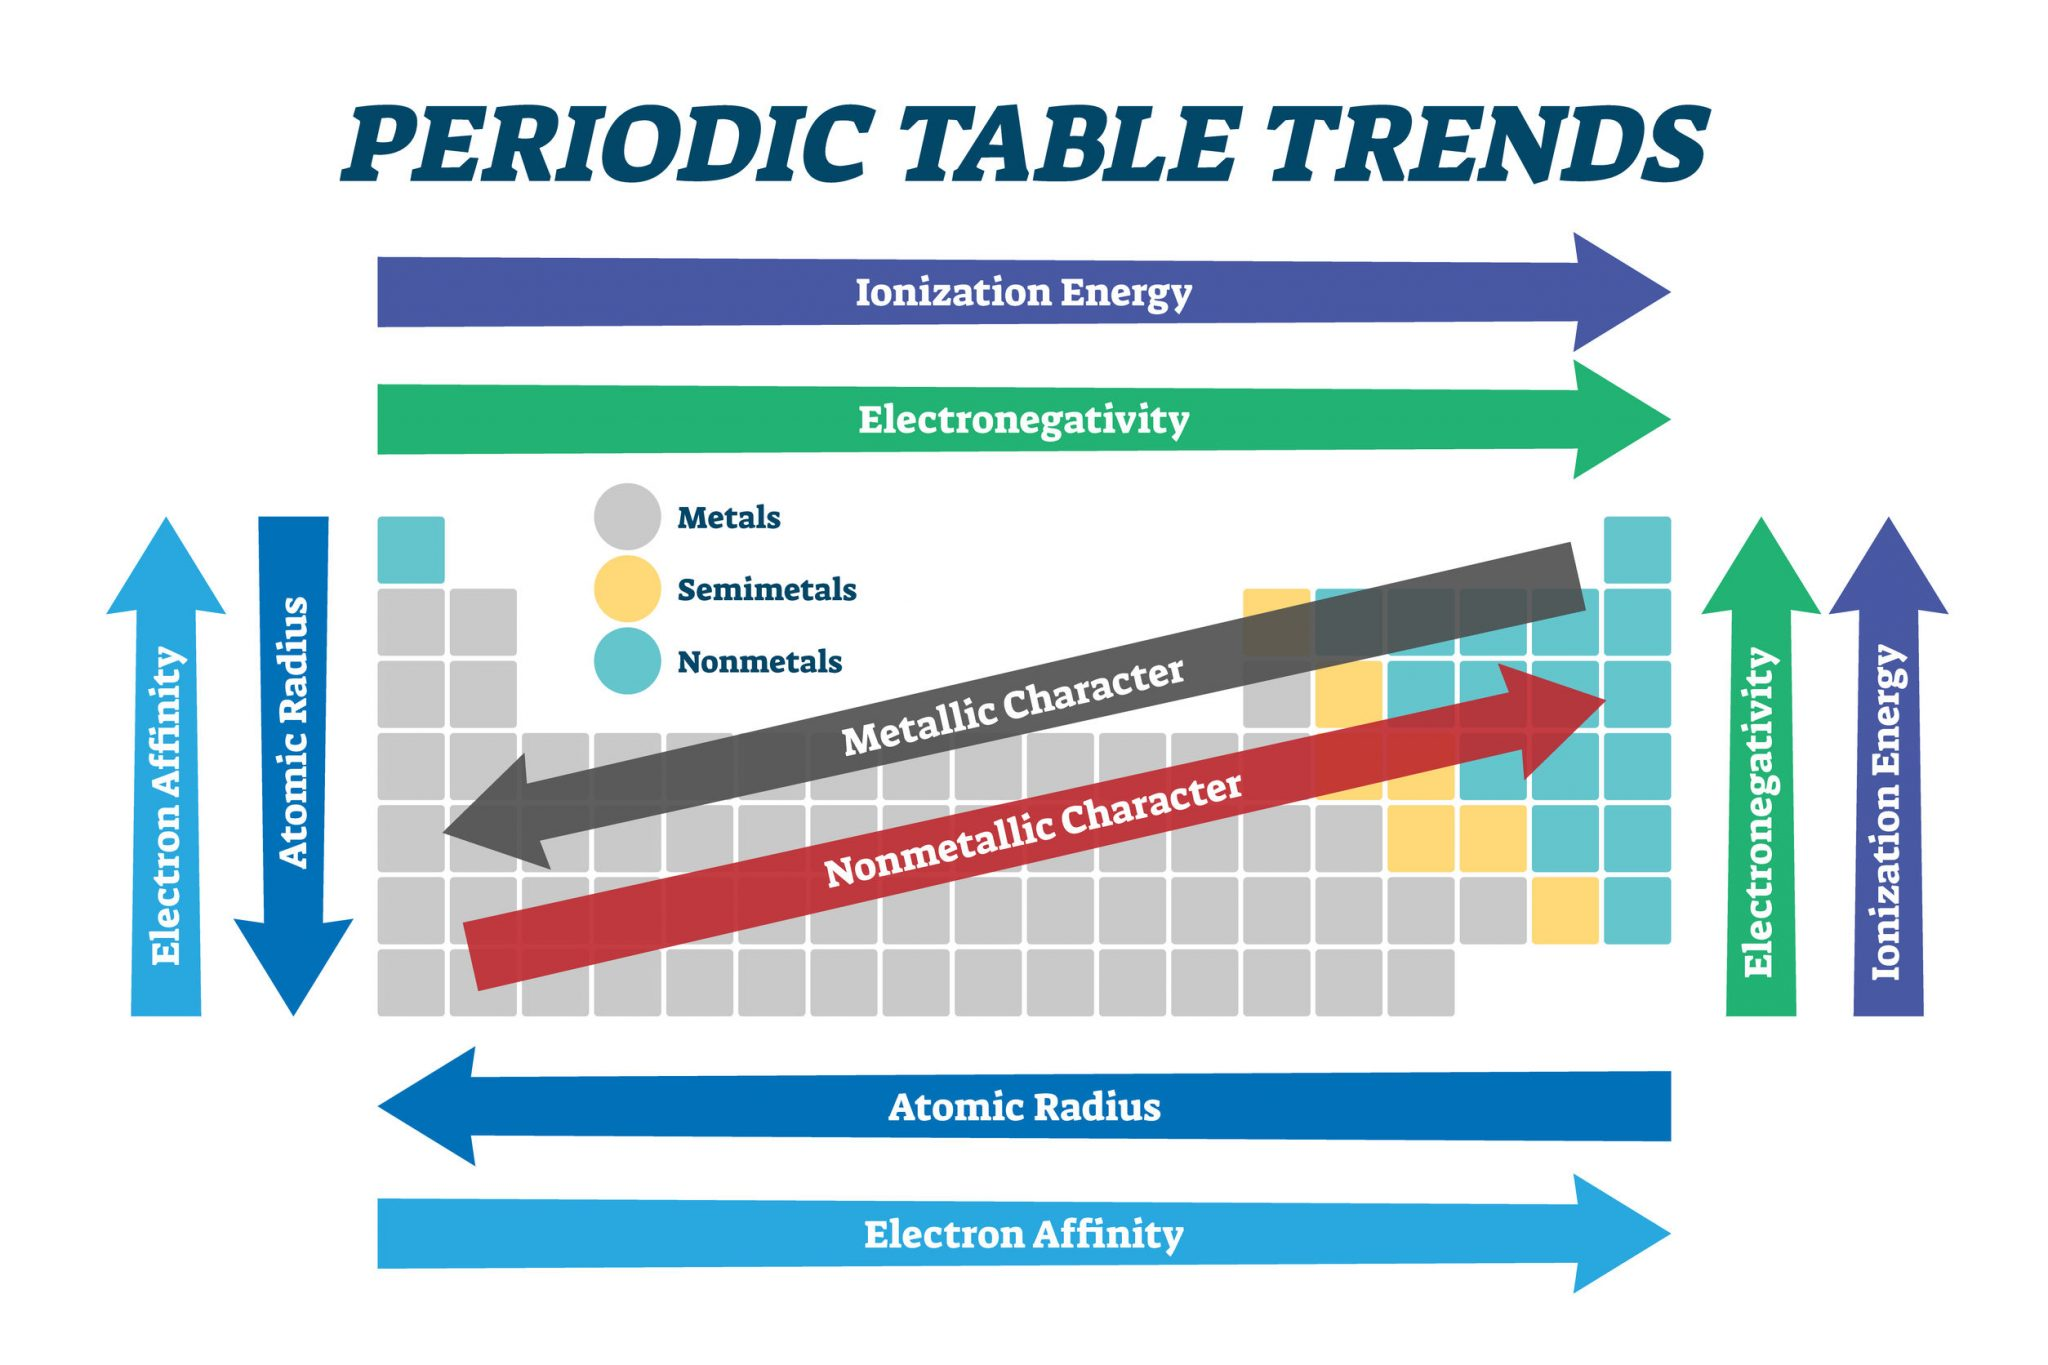 PERIODIC TABLE TRENDS
Ionization Energy
Electronegativity
Metals
Semimetals
Nonmetals
Electron Affinity
Atomic Radius
Metallic Character
Nonmetallic Character
Electronegativity
Ionization Energy
Atomic Radius
Electron Affinity